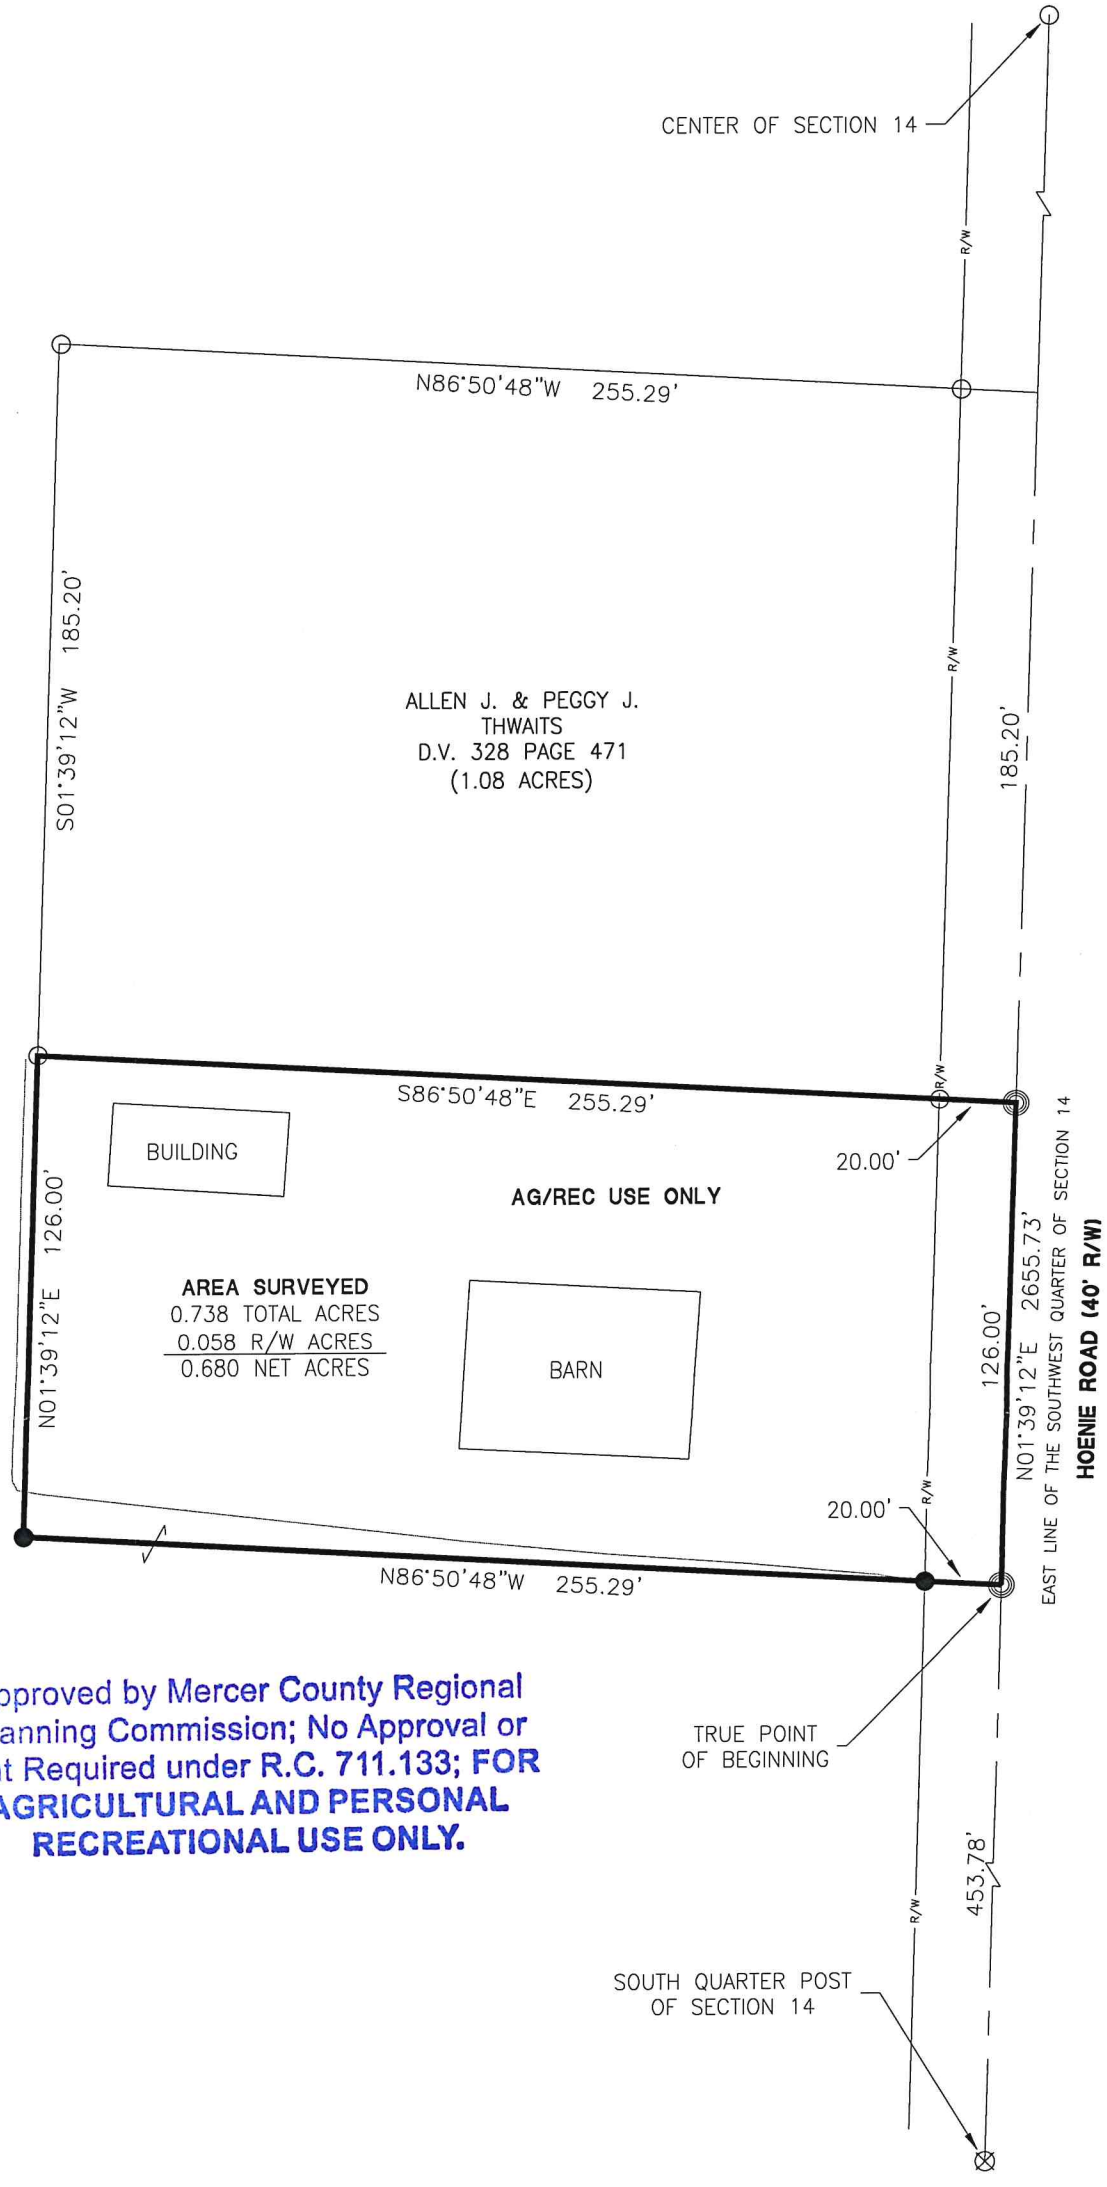 CENTER OF SECTION 14
R/W
N86°50'48"W 255.29'
S01°39'12"W 185.20'
R/W
ALLEN J. & PEGGY J.
THWAITS
D.V. 328 PAGE 471
(1.08 ACRES)
185.20'
R/W
S86°50'48"E 255.29'
20.00'
BUILDING
AG/REC USE ONLY
N01°39'12"E 126.00'
AREA SURVEYED
0.738 TOTAL ACRES
0.058 R/W ACRES
0.680 NET ACRES
BARN
126.00'
N01°39'12"E 2655.73'
EAST LINE OF THE SOUTHWEST QUARTER OF SECTION 14
HOENIE ROAD (40' R/W)
R/W
20.00'
N86°50'48"W 255.29'
pproved by Mercer County Regional
anning Commission; No Approval or
t Required under R.C. 711.133; FOR
AGRICULTURAL AND PERSONAL
RECREATIONAL USE ONLY.
TRUE POINT
OF BEGINNING
453.78'
R/W
SOUTH QUARTER POST
OF SECTION 14